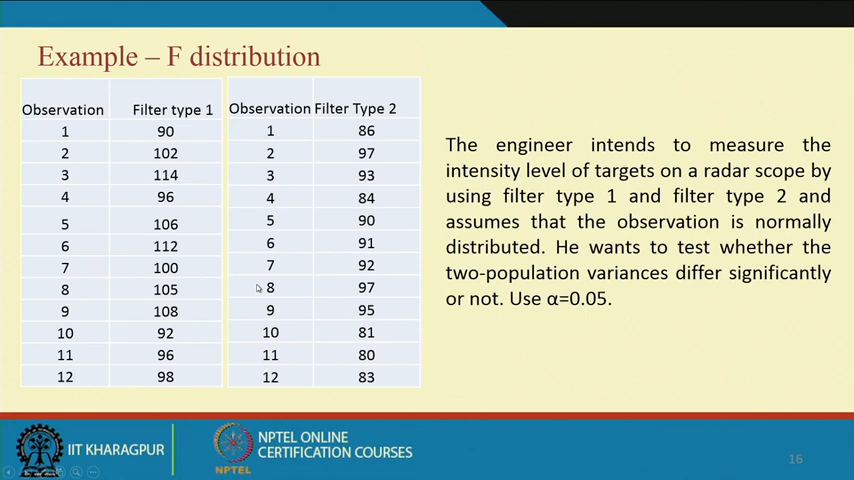 Example – F distribution
Observation Filter type 1
1 90
2 102
3 114
4 96
5 106
6 112
7 100
8 105
9 108
10 92
11 96
12 98
Observation Filter Type 2
1 86
2 97
3 93
4 84
5 90
6 91
7 92
8 97
9 95
10 81
11 80
12 83
The engineer intends to measure the
intensity level of targets on a radar scope by
using filter type 1 and filter type 2 and
assumes that the observation is normally
distributed. He wants to test whether the
two-population variances differ significantly
or not. Use α=0.05.
IIT KHARAGPUR
NPTEL
NPTEL ONLINE
CERTIFICATION COURSES
16